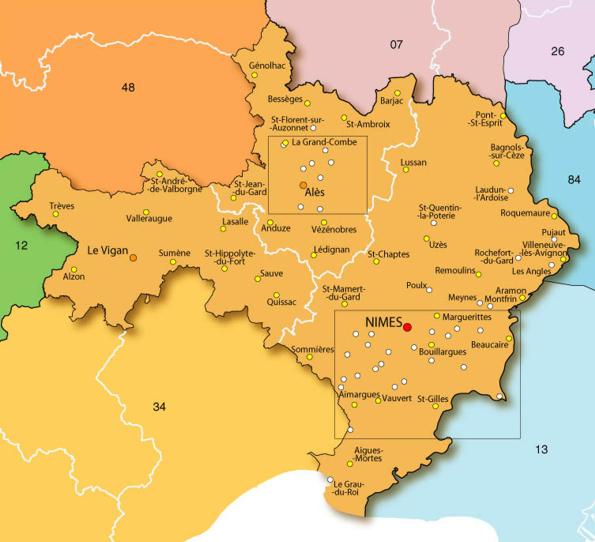 07
26
48
Génolhac
Bessèges
Barjac
St-Florent-sur-
Auzonnet
St-Ambroix
Pont-
-St-Esprit
La Grand-Combe
Bagnols-
-sur-Cèze
St-André-
-de-Valborgne
Lussan
84
St-Jean-
du-Gard
Alès
Laudun-
-l'Ardoise
Trèves
Valleraugue
Lasalle
Anduze
Vézénobres
St-Quentin-
-la-Poterie
Roquemaure
Pujaut
12
Le Vigan
Sumène
St-Hippolyte-
-du-Fort
Lédignan
St-Chaptes
Uzès
Rochefort-
-du-Gard
Villeneuve-
-lès-Avignon
Alzon
Sauve
Remoulins
Les Angles
Quissac
St-Mamert-
-du-Gard
Poulx
Meynes
Aramon
Montfrin
NIMES
Marguerittes
Beaucaire
Sommières
Bouillargues
34
Aimargues
Vauvert
St-Gilles
13
Aigues-
-Mortes
Le Grau-
-du-Roi